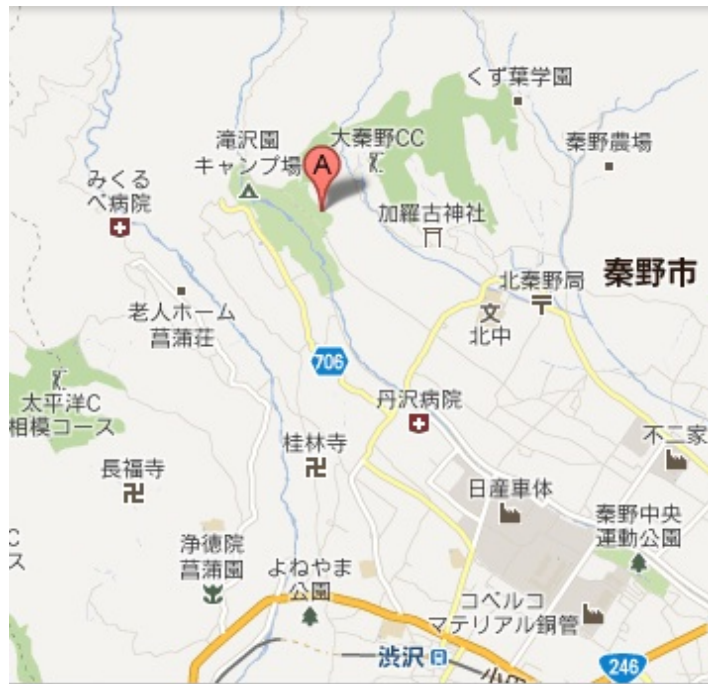 くず葉学園
大秦野CC
滝沢園
キャンプ場
秦野農場
A
みくる
べ病院
加羅古神社
秦野市
北秦野局
老人ホーム
菖蒲荘
文
北中
706
太平洋C
相模コース
丹沢病院
不二家
桂林寺
長福寺
日産車体
秦野中央
運動公園
C
ス
浄徳院
菖蒲園
よねやま
公園
コベルコ
マテリアル銅管
渋沢
小田
246